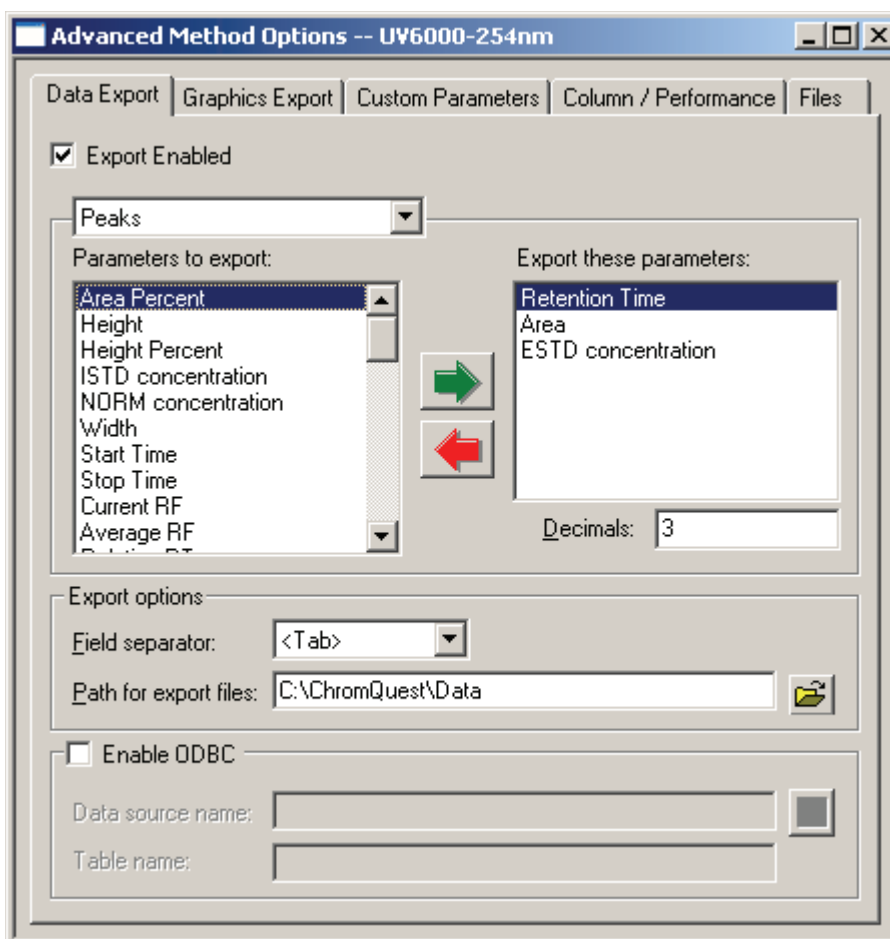 Advanced Method Options -- UV6000-254nm
Data Export Graphics Export Custom Parameters Column / Performance Files
Export Enabled
Peaks
Parameters to export:
Area Percent
Height
Height Percent
ISTD concentration
NORM concentration
Width
Start Time
Stop Time
Current RF
Average RF
Export these parameters:
Retention Time
Area
ESTD concentration
Decimals: 3
Export options
Field separator: <Tab>
Path for export files: C:\ChromQuest\Data
Enable ODBC
Data source name:
Table name: